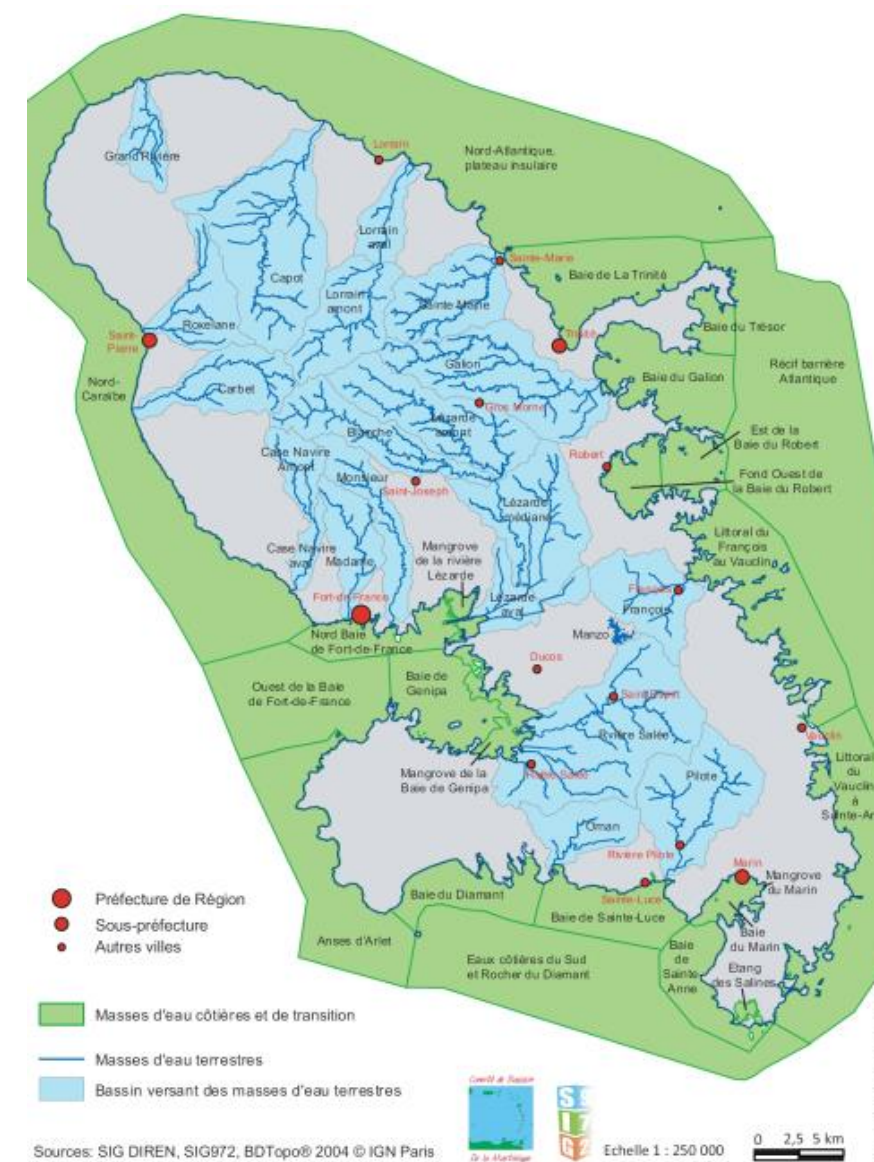 Grand'Rivière
Lorrain
Nord-Atlantique,
plateau insulaire
Lorrain
aval
Sainte-Marie
Capot
Lorrain
amont
Sainte Marie
Baie de La Trinité
Baie du Trésor
Roxelane
Saint-
Pierre
Trinité
Nord-
Caraïbe
Carbet
Galion
Baie du Galion
Récif barrière
Atlantique
Gros Morne
Lézarde
amont
Blanche
Est de la
Baie du Robert
Case Navire
Amont
Monsieur
Saint-Joseph
Robert
Fond Ouest de
la Baie du Robert
Lézarde
médiane
Littoral du
François
au Vauclin
Case Navire
aval
Madame
Mangrove
de la rivière
Lézarde
Fort-de-France
Lézarde
aval
François
François
Nord Baie
de Fort-de-France
Manzo
Ducos
Ouest de la Baie
de Fort-de-France
Baie de
Genipa
Saint-Esprit
Rivière Salée
Vauclin
Mangrove de la
Baie de Genipa
Rivière Salée
Pilote
Littoral
du
Vauclin
à
Oman
Rivière Pilote
Marin
Mangrove
du Marin
Préfecture de Région
Sous-préfecture
Autres villes
Baie du Diamant
Sainte-Luce
Baie de Sainte-Luce
Baie
du Marin
Anses d'Arlet
Eaux côtières du Sud
et Rocher du Diamant
Baie
de
Sainte-
Anne
Etang
des Salines
Masses d'eau côtières et de transition
Masses d'eau terrestres
Bassin versant des masses d'eau terrestres
Comité de Bassin
De la Martinique
Sources: SIG DIREN, SIG972, BDTopo® 2004 © IGN Paris
Echelle 1 : 250 000
0 2,5 5 km